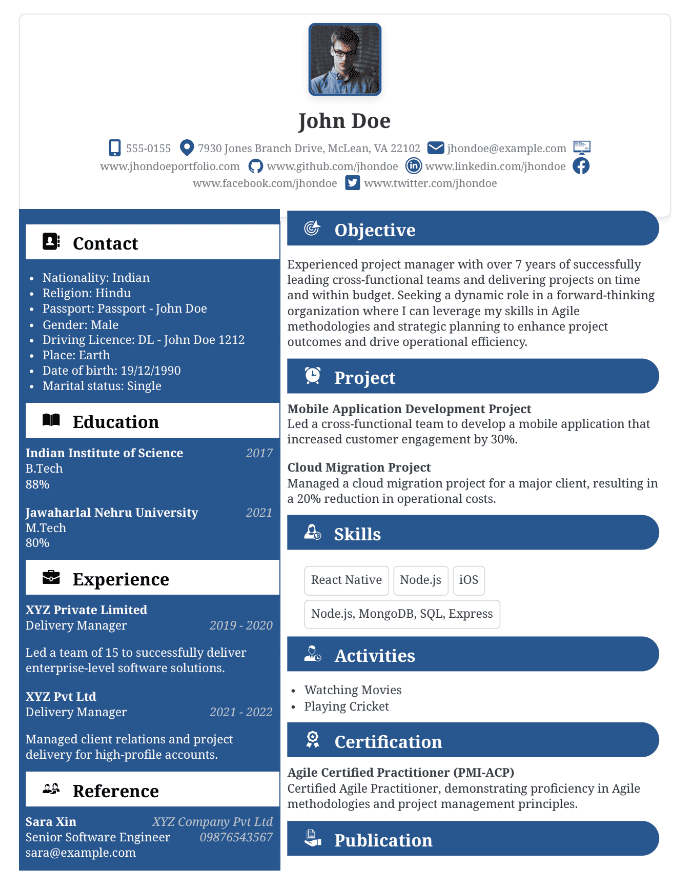 John Doe
555-0155 7930 Jones Branch Drive, McLean, VA 22102 jhondoe@example.com
www.jhondoeportfolio.com www.github.com/jhondoe www.linkedin.com/jhondoe
www.facebook.com/jhondoe www.twitter.com/jhondoe
Contact
• Nationality: Indian
• Religion: Hindu
• Passport: Passport - John Doe
• Gender: Male
• Driving Licence: DL - John Doe 1212
• Place: Earth
• Date of birth: 19/12/1990
• Marital status: Single
Education
Indian Institute of Science 2017
B.Tech
88%
Jawaharlal Nehru University 2021
M.Tech
80%
Experience
XYZ Private Limited
Delivery Manager 2019 - 2020
Led a team of 15 to successfully deliver
enterprise-level software solutions.
XYZ Pvt Ltd
Delivery Manager 2021 - 2022
Managed client relations and project
delivery for high-profile accounts.
Reference
Sara Xin XYZ Company Pvt Ltd
Senior Software Engineer 09876543567
sara@example.com
Objective
Experienced project manager with over 7 years of successfully
leading cross-functional teams and delivering projects on time
and within budget. Seeking a dynamic role in a forward-thinking
organization where I can leverage my skills in Agile
methodologies and strategic planning to enhance project
outcomes and drive operational efficiency.
Project
Mobile Application Development Project
Led a cross-functional team to develop a mobile application that
increased customer engagement by 30%.
Cloud Migration Project
Managed a cloud migration project for a major client, resulting in
a 20% reduction in operational costs.
Skills
React Native Node.js iOS
Node.js, MongoDB, SQL, Express
Activities
• Watching Movies
• Playing Cricket
Certification
Agile Certified Practitioner (PMI-ACP)
Certified Agile Practitioner, demonstrating proficiency in Agile
methodologies and project management principles.
Publication